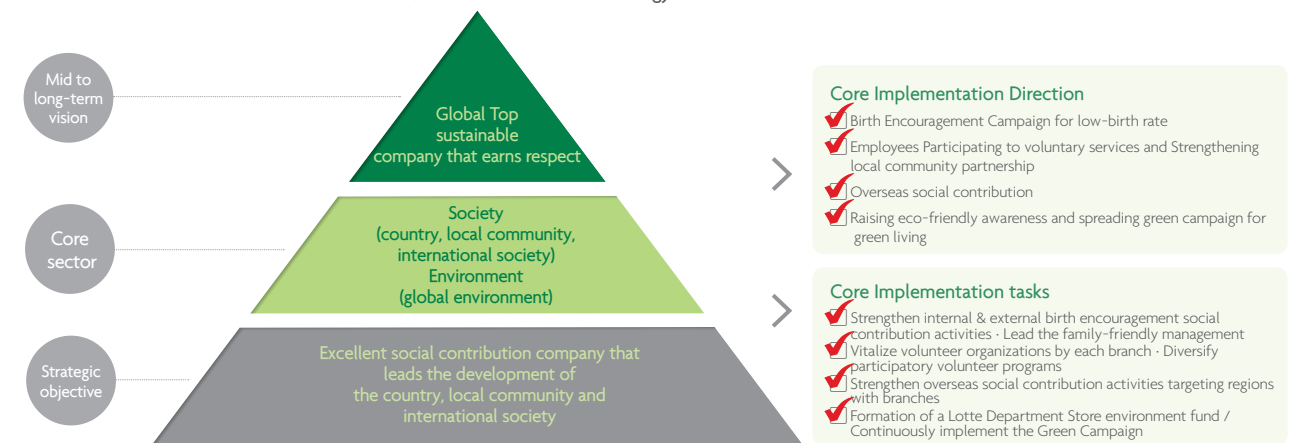 Mid to
long-term
vision
Global Top
sustainable
company that earns respect
Core
sector
Society
(country, local community,
international society)
Environment
(global environment)
Strategic
objective
Excellent social contribution company that
leads the development of
the country, local community and
international society
Core Implementation Direction
Birth Encouragement Campaign for low-birth rate
Employees Participating to voluntary services and Strengthening
local community partnership
Overseas social contribution
Raising eco-friendly awareness and spreading green campaign for
green living
Core Implementation tasks
Strengthen internal & external birth encouragement social
contribution activities · Lead the family-friendly management
Vitalize volunteer organizations by each branch · Diversify
participatory volunteer programs
Strengthen overseas social contribution activities targeting regions
with branches
Formation of a Lotte Department Store environment fund /
Continuously implement the Green Campaign